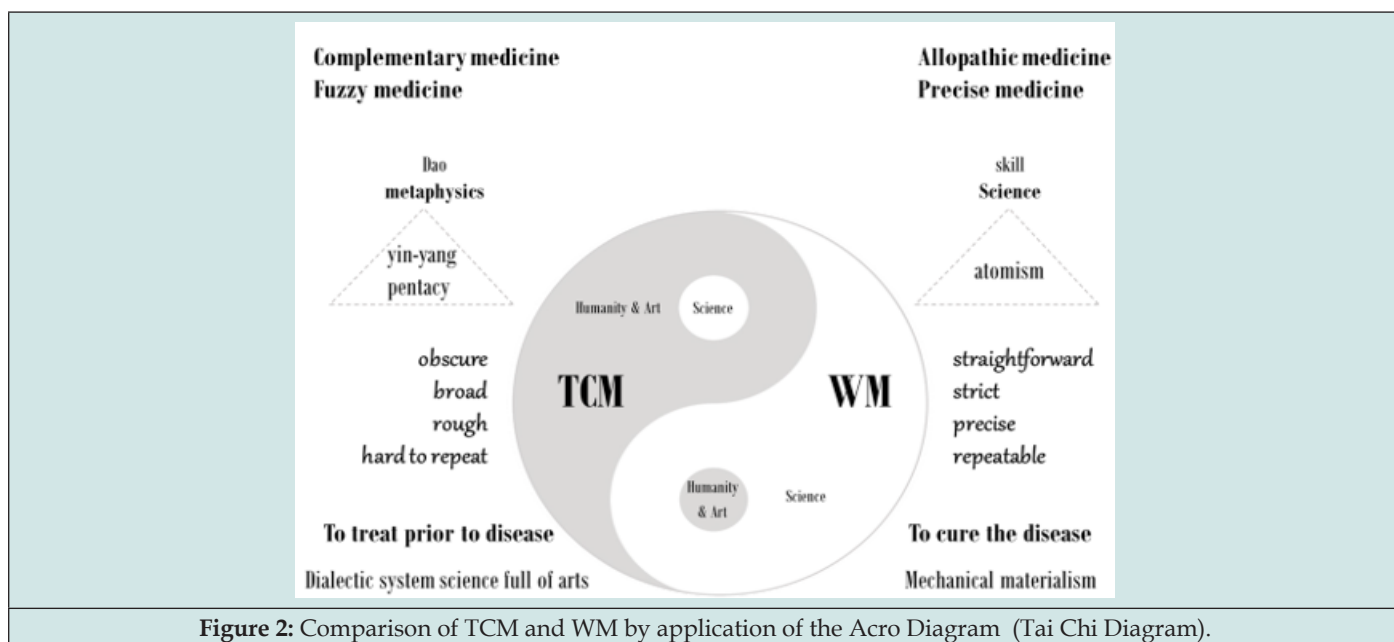 Complementary medicine
Fuzzy medicine
Allopathic medicine
Precise medicine
Dao
metaphysics
yin-yang
pentacy
skill
Science
atomism
Humanity & Art
Science
TCM
WM
obscure
broad
rough
hard to repeat
straightforward
strict
precise
repeatable
Humanity
& Art
Science
To treat prior to disease
Dialectic system science full of arts
To cure the disease
Mechanical materialism
Figure 2: Comparison of TCM and WM by application of the Acro Diagram (Tai Chi Diagram).